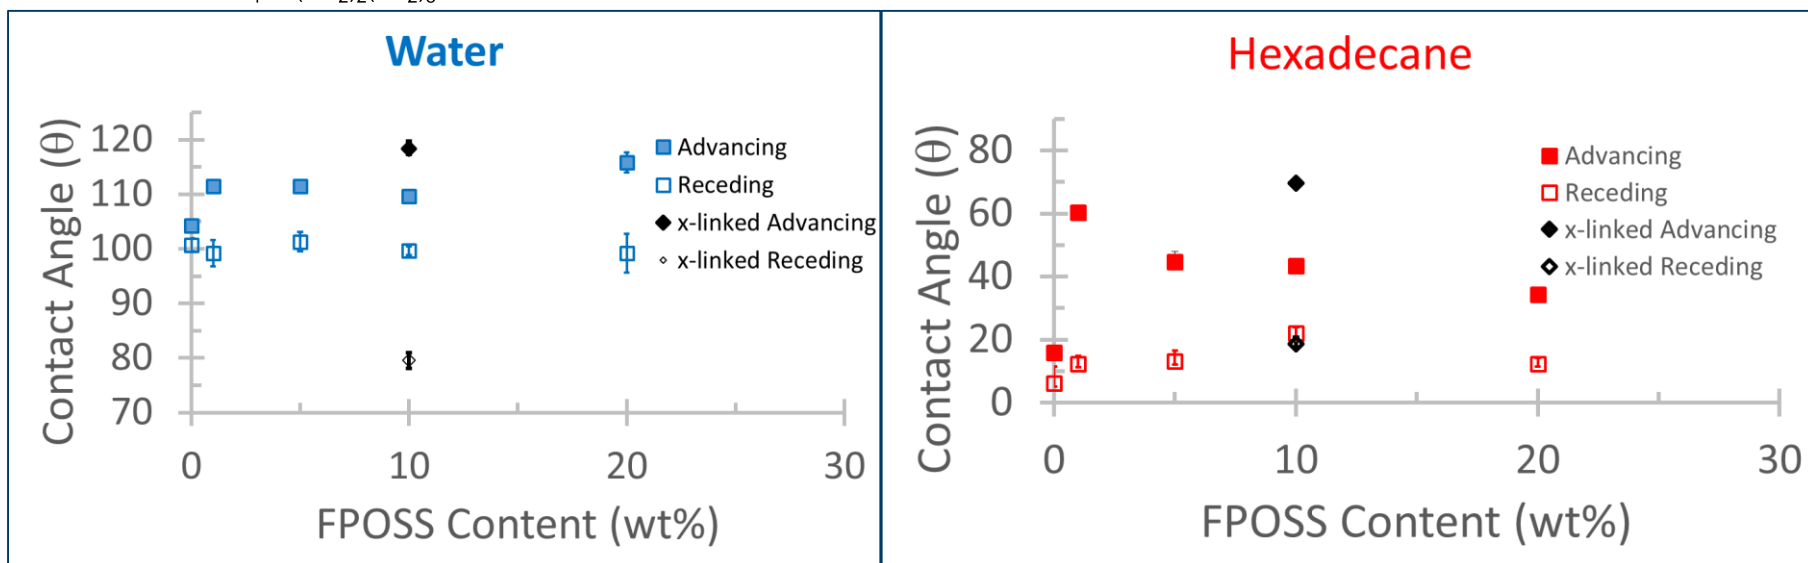 Water
Contact Angle (θ)
120
110
100
90
80
70
0
10
20
30
FPOSS Content (wt%)
Advancing
Receding
x-linked Advancing
x-linked Receding
Hexadecane
Contact Angle (θ)
80
60
40
20
0
0
10
20
30
FPOSS Content (wt%)
Advancing
Receding
x-linked Advancing
x-linked Receding